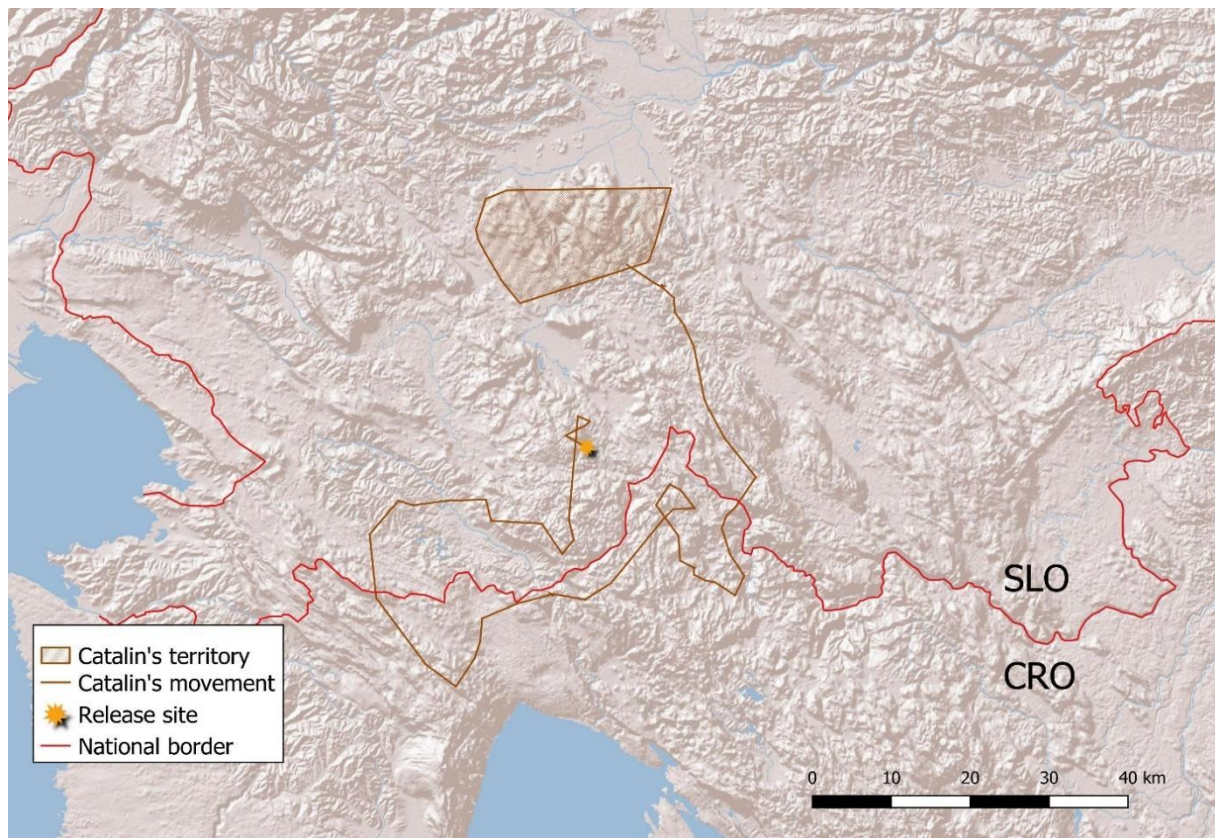 SLO
CRO
Catalin's territory
Catalin's movement
Release site
National border
0 10 20 30 40 km